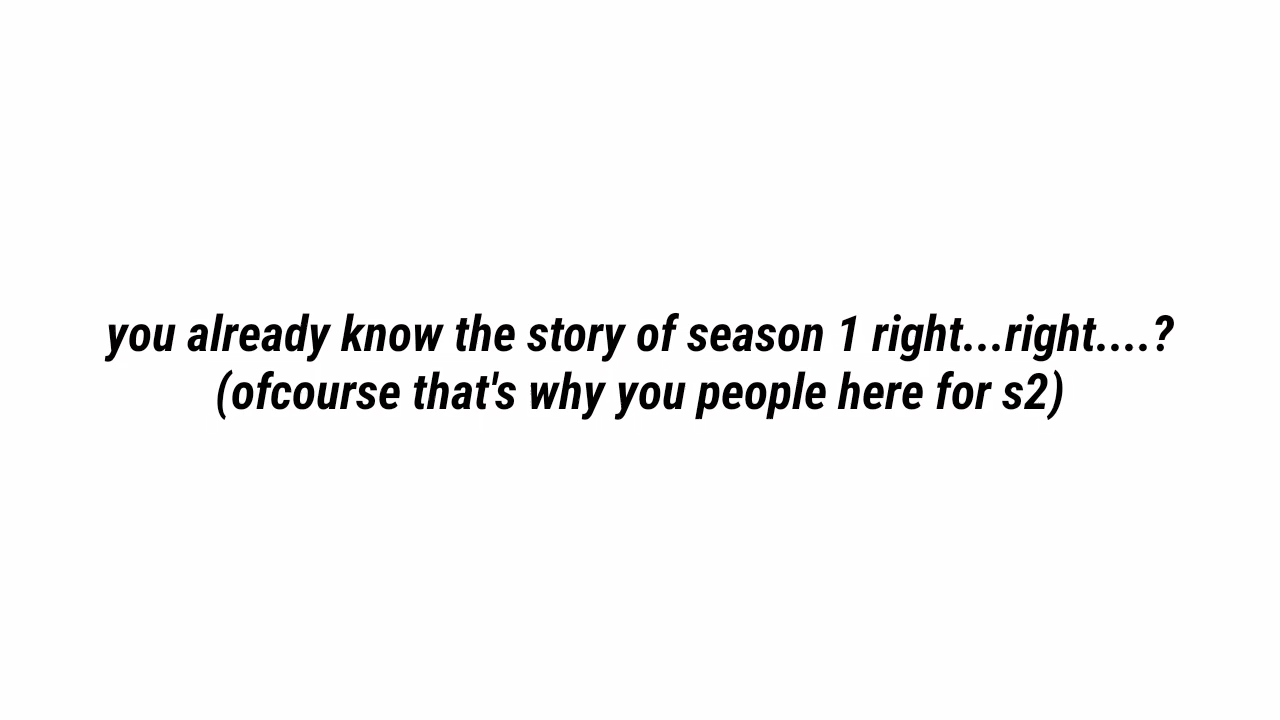 you already know the story of season 1 right...right....?
(ofcourse that's why you people here for s2)